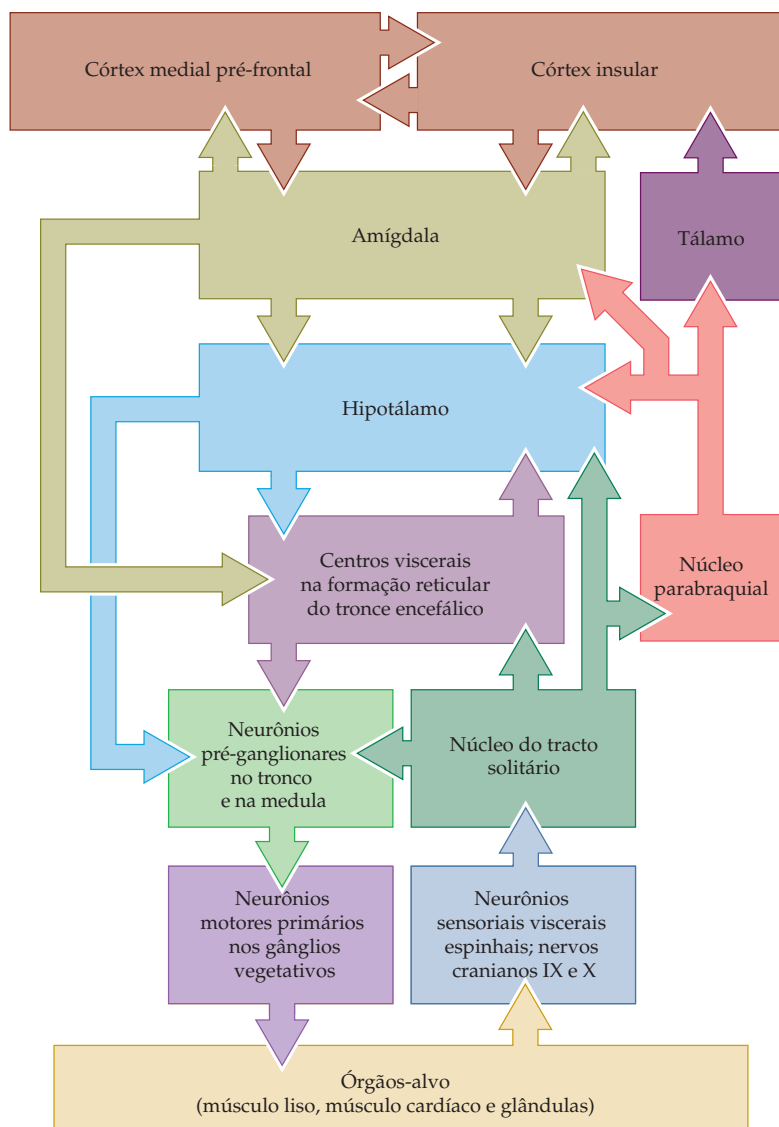 Córtex medial pré-frontal
Córtex insular
Amígdala
Tálamo
Hipotálamo
Centros viscerais
na formação reticular
do tronce encefálico
Núcleo
parabraquial
Neurônios
pré-ganglionares
no tronco
e na medula
Núcleo do tracto
solitário
Neurônios
motores primários
nos gânglios
vegetativos
Neurônios
sensoriais viscerais
espinhais; nervos
cranianos IX e X
Órgãos-alvo
(músculo liso, músculo cardíaco e glândulas)